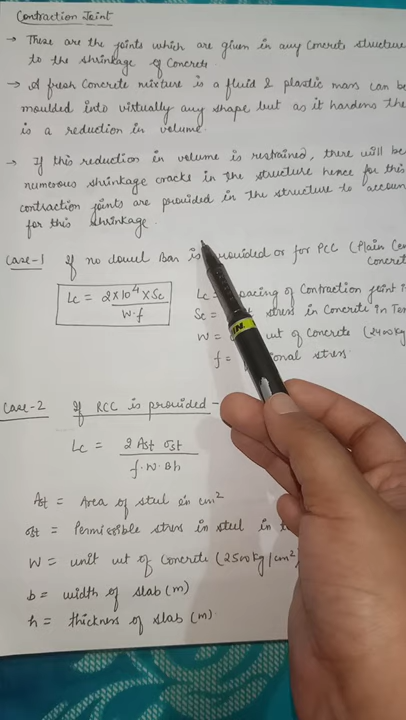 Contraction Joint
→ These are the joints which are given in any Concrete structure
to the shrinkage of Concrete.
→ A fresh Concrete mixture is a fluid & plastic mass can be
moulded into virtually any shape but as it hardens the
is a reduction in volume.
→ If this reduction in volume is restrained, there will be
numerous shrinkage cracks in the structure hence for this
contraction joints are provided in the structure to accoun
for this shrinkage.
Case-1 If no dowel Bar is provided or for PCC (Plain Cem
Concrete
Lc = 2×10⁴×Sc / W.f
Lc = spacing of Contraction joint in
Sc = stress in Concrete in Ten
W = wt of Concrete (2400kg
f = stress.
Case-2 If RCC is provided -
Lc = 2 Ast σst / f.W.Bh
Ast = Area of steel in cm²
σst = Permissible stress in steel in
W = unit wt of Concrete (2500kg/cm²)
b = width of slab (m)
h = thickness of slab (m)